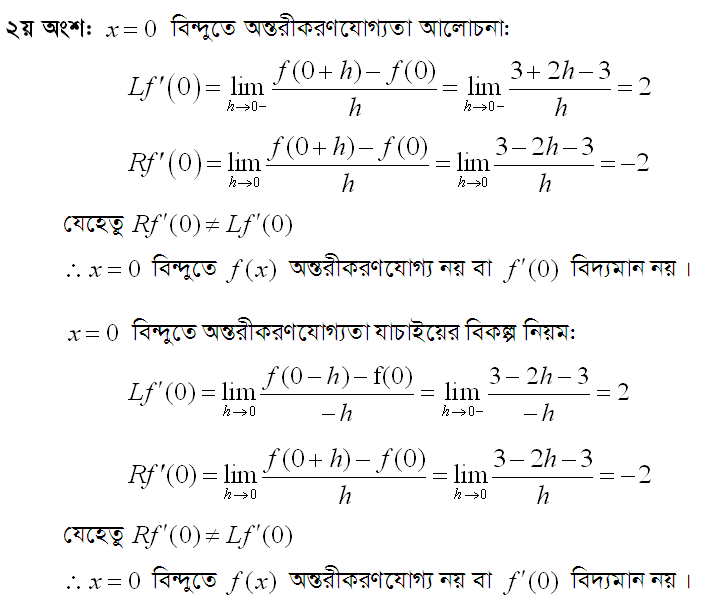 ২য় অংশ: x = 0 বিন্দুতে অন্তরীকরণযোগ্যতা আলোচনা:
Lf′(0) = lim_{h→0−} (f(0+h) − f(0))/h = lim_{h→0−} (3+2h−3)/h = 2
Rf′(0) = lim_{h→0} (f(0+h) − f(0))/h = lim_{h→0} (3−2h−3)/h = −2
যেহেতু Rf′(0) ≠ Lf′(0)
∴ x = 0 বিন্দুতে f(x) অন্তরীকরণযোগ্য নয় বা f′(0) বিদ্যমান নয় ।
x = 0 বিন্দুতে অন্তরীকরণযোগ্যতা যাচাইয়ের বিকল্প নিয়ম:
Lf′(0) = lim_{h→0} (f(0−h) − f(0))/−h = lim_{h→0−} (3−2h−3)/−h = 2
Rf′(0) = lim_{h→0} (f(0+h) − f(0))/h = lim_{h→0} (3−2h−3)/h = −2
যেহেতু Rf′(0) ≠ Lf′(0)
∴ x = 0 বিন্দুতে f(x) অন্তরীকরণযোগ্য নয় বা f′(0) বিদ্যমান নয় ।